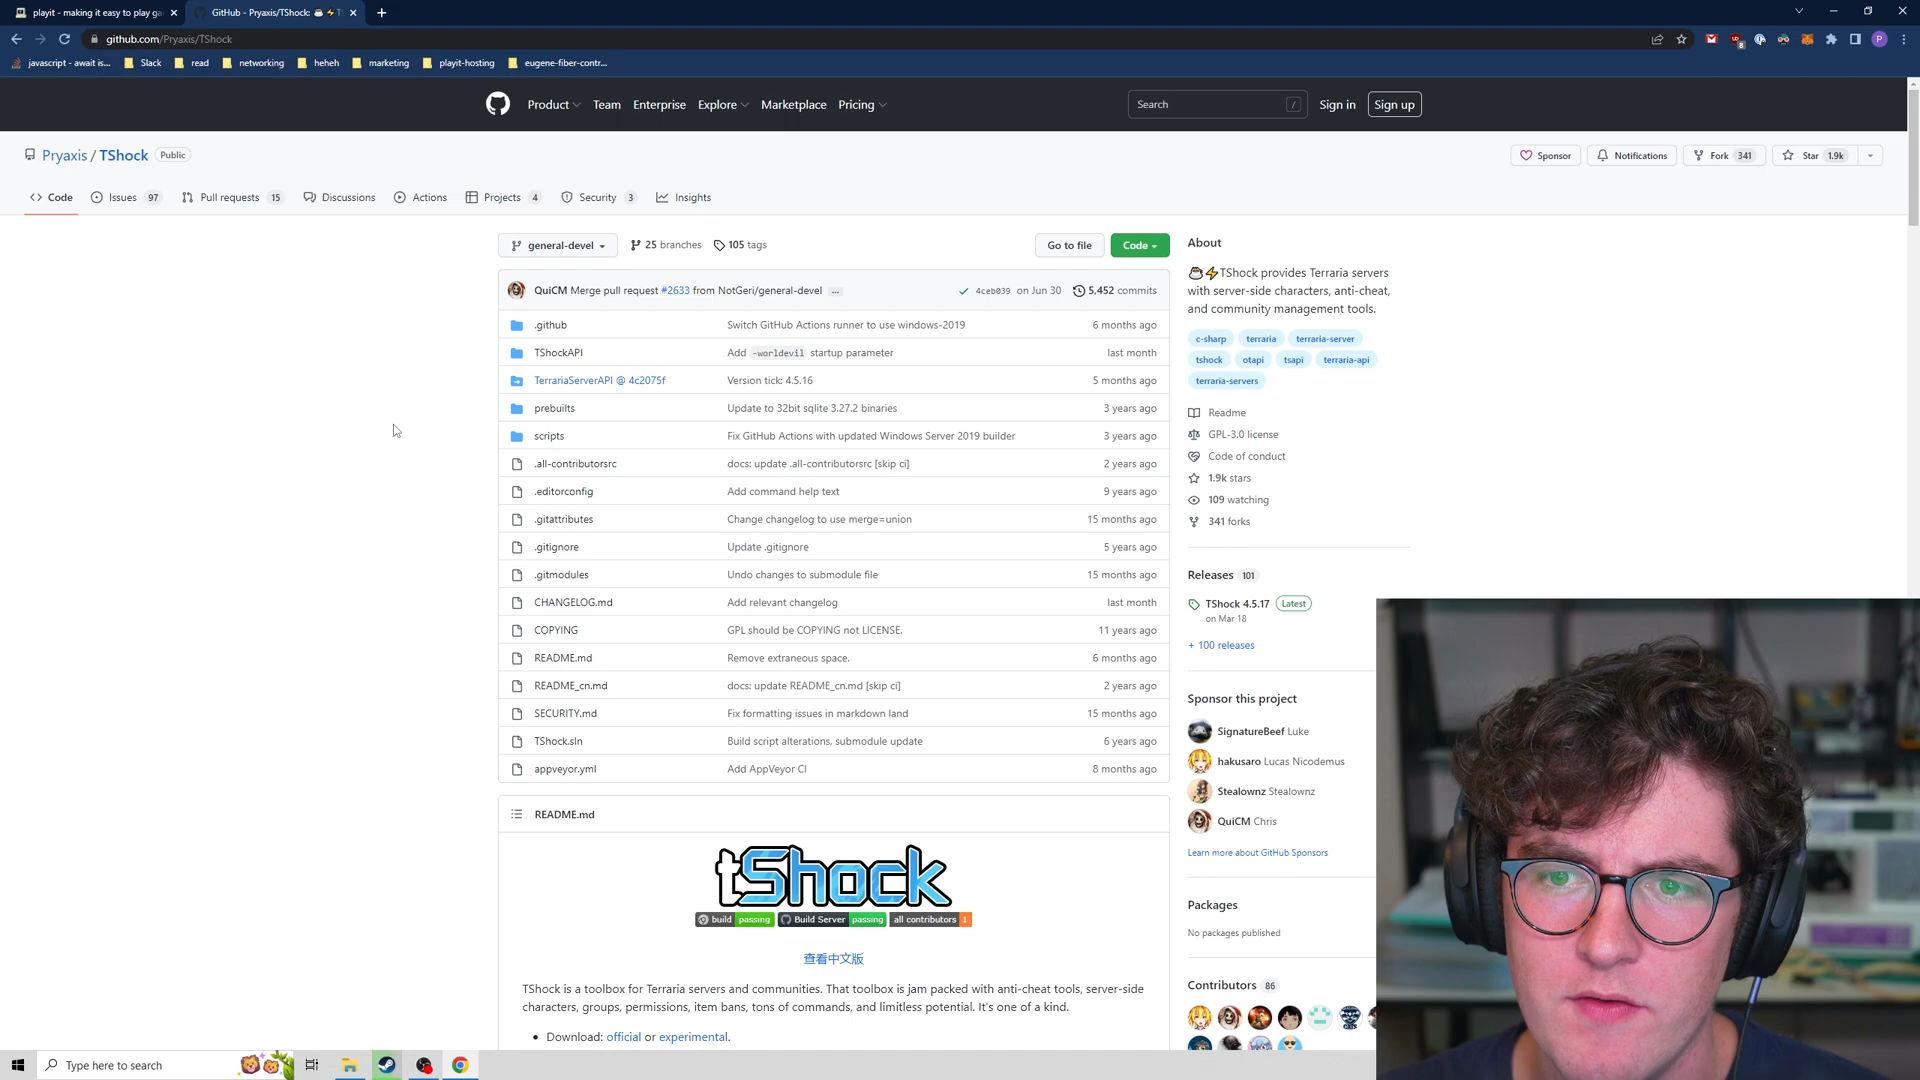 playit - making it easy to play ga
GitHub - Pryaxis/TShock:
github.com/Pryaxis/TShock
javascript - await is...
Slack
read
networking
heheh
marketing
playit-hosting
eugene-fiber-contr...
Product
Team
Enterprise
Explore
Marketplace
Pricing
Search /
Sign in
Sign up
Pryaxis / TShock Public
Sponsor
Notifications
Fork 341
Star 1.9k
Code
Issues 97
Pull requests 15
Discussions
Actions
Projects 4
Security 3
Insights
general-devel
25 branches
105 tags
Go to file
Code
QuiCM Merge pull request #2633 from NotGeri/general-devel ... 4ceb039 on Jun 30 5,452 commits
.github Switch GitHub Actions runner to use windows-2019 6 months ago
TShockAPI Add -worldevil startup parameter last month
TerrariaServerAPI @ 4c2075f Version tick: 4.5.16 5 months ago
prebuilts Update to 32bit sqlite 3.27.2 binaries 3 years ago
scripts Fix GitHub Actions with updated Windows Server 2019 builder 3 years ago
.all-contributorsrc docs: update .all-contributorsrc [skip ci] 2 years ago
.editorconfig Add command help text 9 years ago
.gitattributes Change changelog to use merge=union 15 months ago
.gitignore Update .gitignore 5 years ago
.gitmodules Undo changes to submodule file 15 months ago
CHANGELOG.md Add relevant changelog last month
COPYING GPL should be COPYING not LICENSE. 11 years ago
README.md Remove extraneous space. 6 months ago
README_cn.md docs: update README_cn.md [skip ci] 2 years ago
SECURITY.md Fix formatting issues in markdown land 15 months ago
TShock.sln Build script alterations, submodule update 6 years ago
appveyor.yml Add AppVeyor CI 8 months ago
README.md
tShock
build passing Build Server passing all contributors 1
查看中文版
TShock is a toolbox for Terraria servers and communities. That toolbox is jam packed with anti-cheat tools, server-side
characters, groups, permissions, item bans, tons of commands, and limitless potential. It's one of a kind.
• Download: official or experimental.
About
TShock provides Terraria servers
with server-side characters, anti-cheat,
and community management tools.
c-sharp terraria terraria-server
tshock otapi tsapi terraria-api
terraria-servers
Readme
GPL-3.0 license
Code of conduct
1.9k stars
109 watching
341 forks
Releases 101
TShock 4.5.17 Latest
on Mar 18
+ 100 releases
Sponsor this project
SignatureBeef Luke
hakusaro Lucas Nicodemus
Stealownz Stealownz
QuiCM Chris
Learn more about GitHub Sponsors
Packages
No packages published
Contributors 86
Type here to search